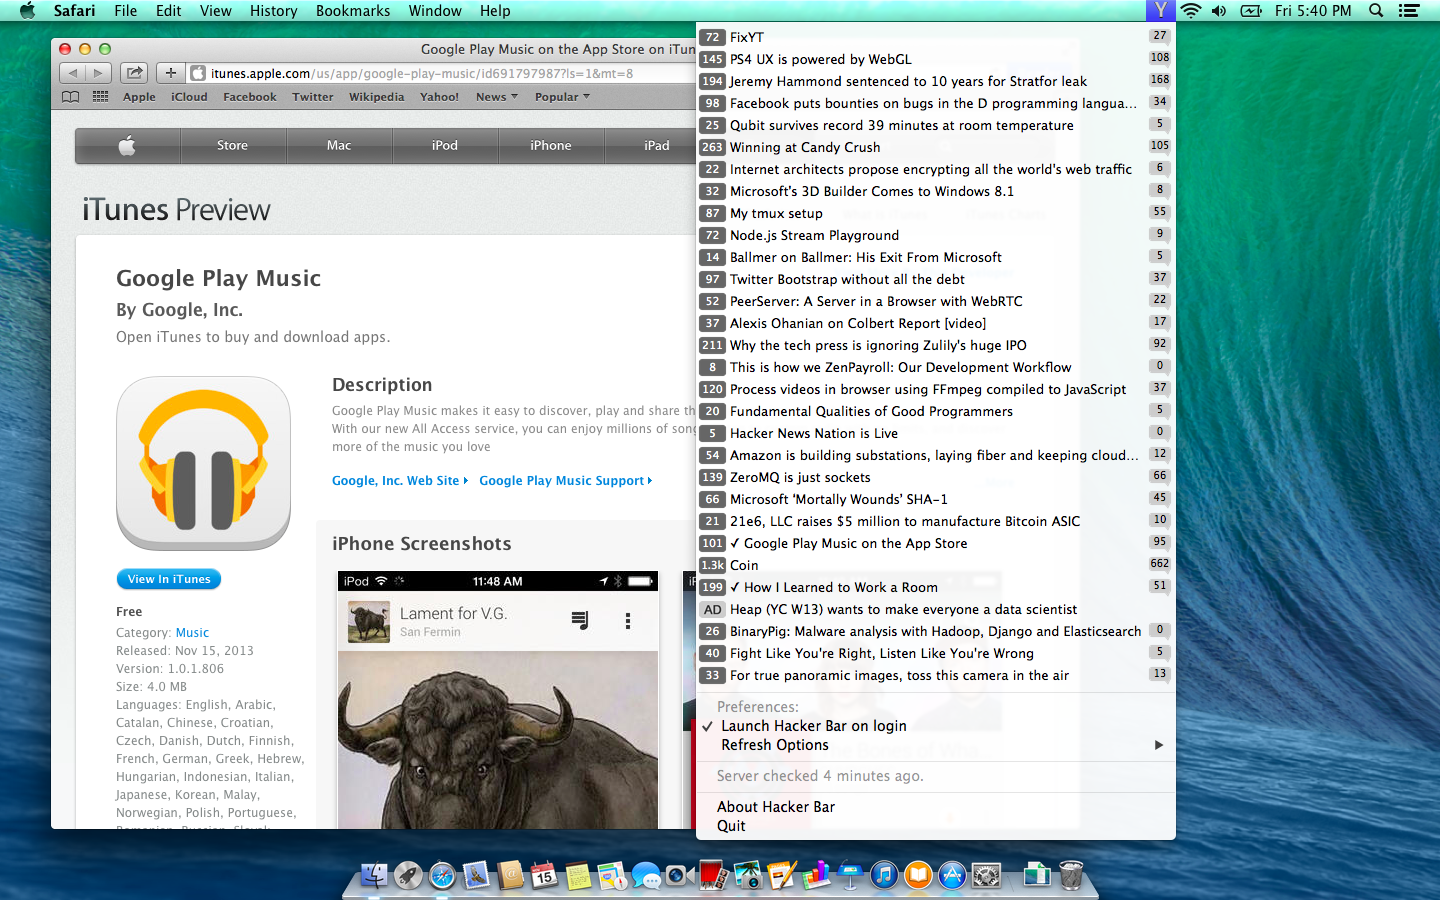 Safari File Edit View History Bookmarks Window Help
Y Fri 5:40 PM
Google Play Music on the App Store on iTun
itunes.apple.com/us/app/google-play-music/id691797987?ls=1&mt=8
Apple iCloud Facebook Twitter Wikipedia Yahoo! News Popular
Store Mac iPod iPhone iPad
iTunes Preview
Google Play Music
By Google, Inc.
Open iTunes to buy and download apps.
Description
Google Play Music makes it easy to discover, play and share th
With our new All Access service, you can enjoy millions of song
more of the music you love
Google, Inc. Web Site Google Play Music Support
View In iTunes
Free
Category: Music
Released: Nov 15, 2013
Version: 1.0.1.806
Size: 4.0 MB
Languages: English, Arabic,
Catalan, Chinese, Croatian,
Czech, Danish, Dutch, Finnish,
French, German, Greek, Hebrew,
Hungarian, Indonesian, Italian,
Japanese, Korean, Malay,
Norwegian, Polish, Portuguese,
iPhone Screenshots
iPod 11:48 AM
Lament for V.G.
San Fermin
72 FixYT 27
145 PS4 UX is powered by WebGL 108
194 Jeremy Hammond sentenced to 10 years for Stratfor leak 168
98 Facebook puts bounties on bugs in the D programming langua... 34
25 Qubit survives record 39 minutes at room temperature 5
263 Winning at Candy Crush 105
22 Internet architects propose encrypting all the world's web traffic 6
32 Microsoft's 3D Builder Comes to Windows 8.1 8
87 My tmux setup 55
72 Node.js Stream Playground 9
14 Ballmer on Ballmer: His Exit From Microsoft 5
97 Twitter Bootstrap without all the debt 37
52 PeerServer: A Server in a Browser with WebRTC 22
37 Alexis Ohanian on Colbert Report [video] 17
211 Why the tech press is ignoring Zulily's huge IPO 92
8 This is how we ZenPayroll: Our Development Workflow 0
120 Process videos in browser using FFmpeg compiled to JavaScript 37
20 Fundamental Qualities of Good Programmers 5
5 Hacker News Nation is Live 0
54 Amazon is building substations, laying fiber and keeping cloud... 12
139 ZeroMQ is just sockets 66
66 Microsoft ‘Mortally Wounds’ SHA-1 45
21 21e6, LLC raises $5 million to manufacture Bitcoin ASIC 10
101 ✓ Google Play Music on the App Store 95
1.3k Coin 662
199 ✓ How I Learned to Work a Room 51
AD Heap (YC W13) wants to make everyone a data scientist
26 BinaryPig: Malware analysis with Hadoop, Django and Elasticsearch 0
40 Fight Like You're Right, Listen Like You're Wrong 5
33 For true panoramic images, toss this camera in the air 13
Preferences:
✓ Launch Hacker Bar on login
Refresh Options
Server checked 4 minutes ago.
About Hacker Bar
Quit
15